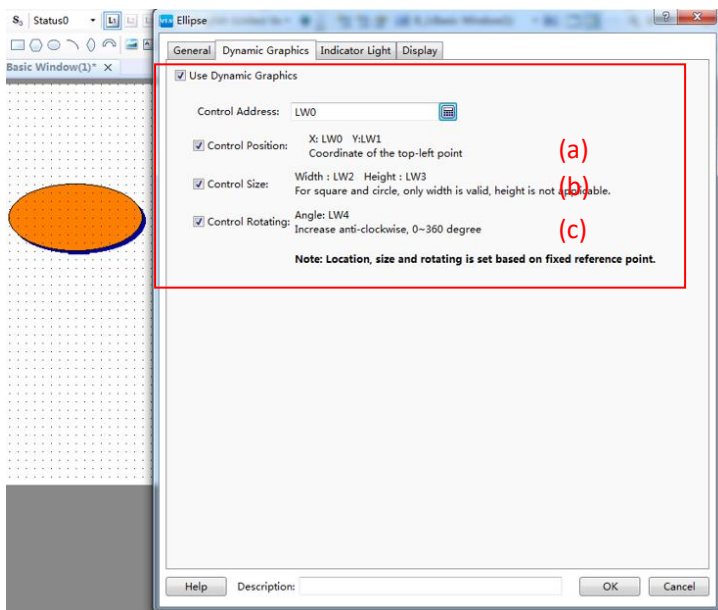 S₀ Status0
Basic Window(1)* X
Ellipse
General Dynamic Graphics Indicator Light Display
Use Dynamic Graphics
Control Address: LW0
Control Position: X: LW0 Y:LW1
Coordinate of the top-left point
(a)
Control Size: Width : LW2 Height : LW3
For square and circle, only width is valid, height is not applicable.
(b)
Control Rotating: Angle: LW4
Increase anti-clockwise, 0~360 degree
(c)
Note: Location, size and rotating is set based on fixed reference point.
Help Description: OK Cancel